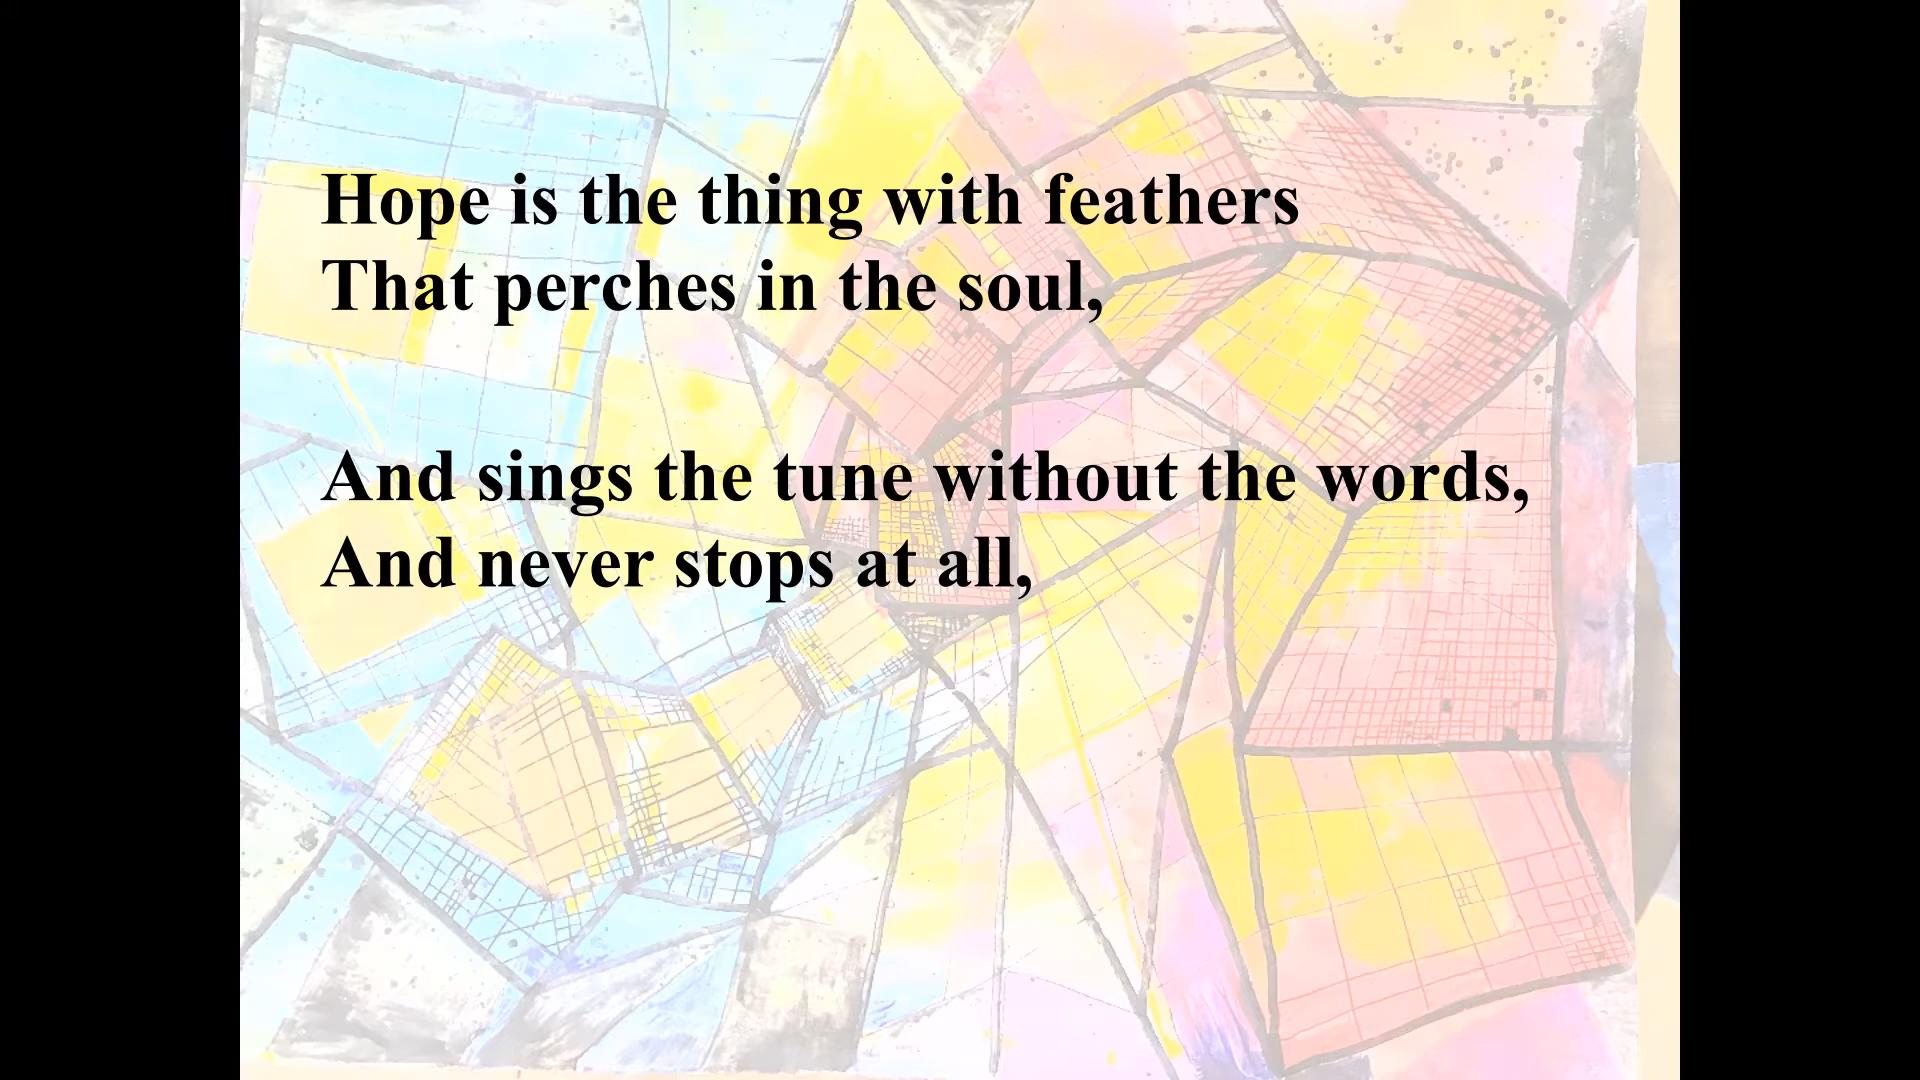 Hope is the thing with feathers
That perches in the soul,
And sings the tune without the words,
And never stops at all,